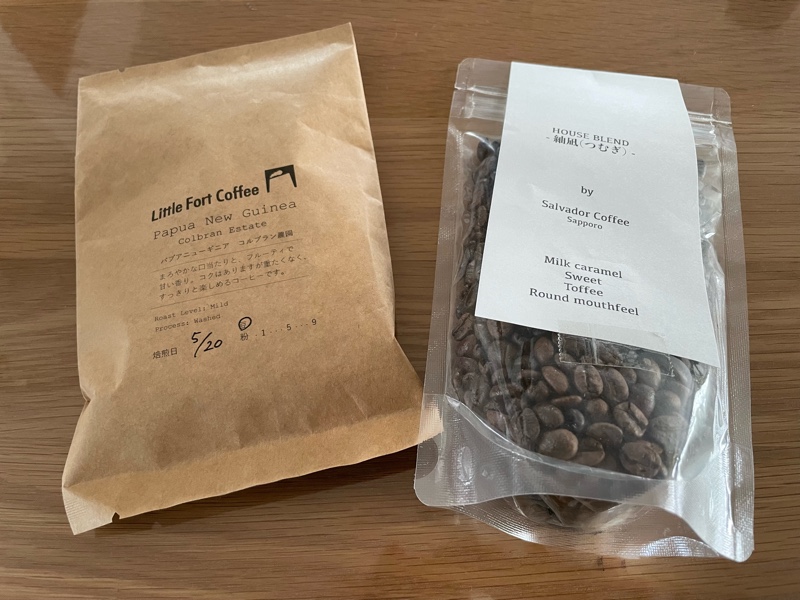 Little Fort Coffee
Papua New Guinea
Colbran Estate
パプアニューギニア コルブラン農園
まろやかな口当たりと、フルーティで
甘い香り。コクはありますが重たくなく、
すっきりと楽しめるコーヒーです。
Roast Level: Mild
Process: Washed
焙煎日 5/20 豆
粉 . 1 . . . 5 . . . 9
HOUSE BLEND
- 紬凪(つむぎ) -
by
Salvador Coffee
Sapporo
Milk caramel
Sweet
Toffee
Round mouthfeel